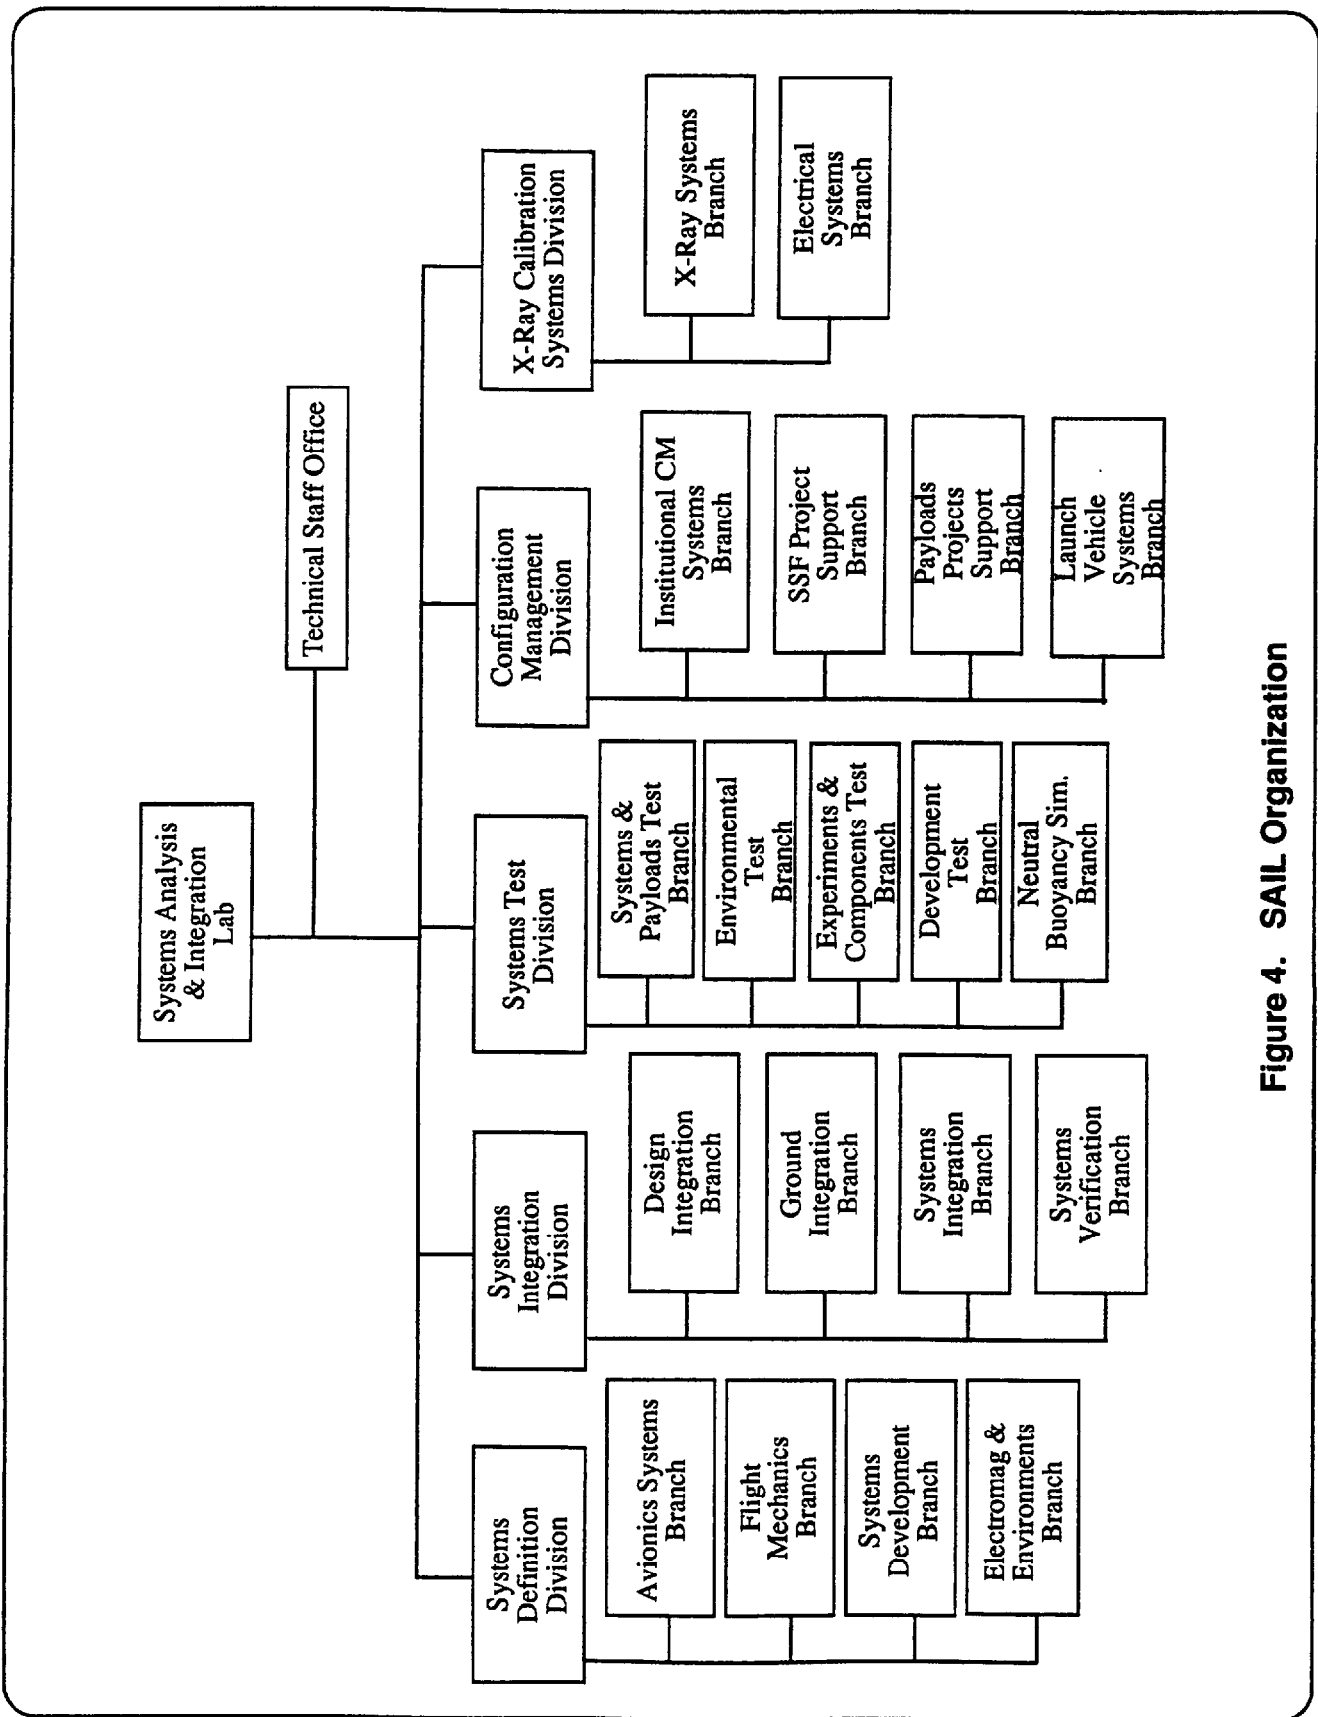 Systems Analysis
& Integration
Lab
Technical Staff Office
Systems
Definition
Division
Avionics Systems
Branch
Flight
Mechanics
Branch
Systems
Development
Branch
Electromag &
Environments
Branch
Systems
Integration
Division
Design
Integration
Branch
Ground
Integration
Branch
Systems
Integration
Branch
System
Verification
Branch
Systems Test
Division
Systems &
Payloads Test
Branch
Environmental
Test
Branch
Experiments &
Components Test
Branch
Development
Test
Branch
Neutral
Buoyancy Sim.
Branch
Configuration
Management
Division
Institutional CM
Systems
Branch
SSF Project
Support
Branch
Payloads
Projects
Support
Branch
Launch
Vehicle
Systems
Branch
X-Ray Calibration
Systems Division
X-Ray Systems
Branch
Electrical
Systems
Branch
Figure 4. SAIL Organization